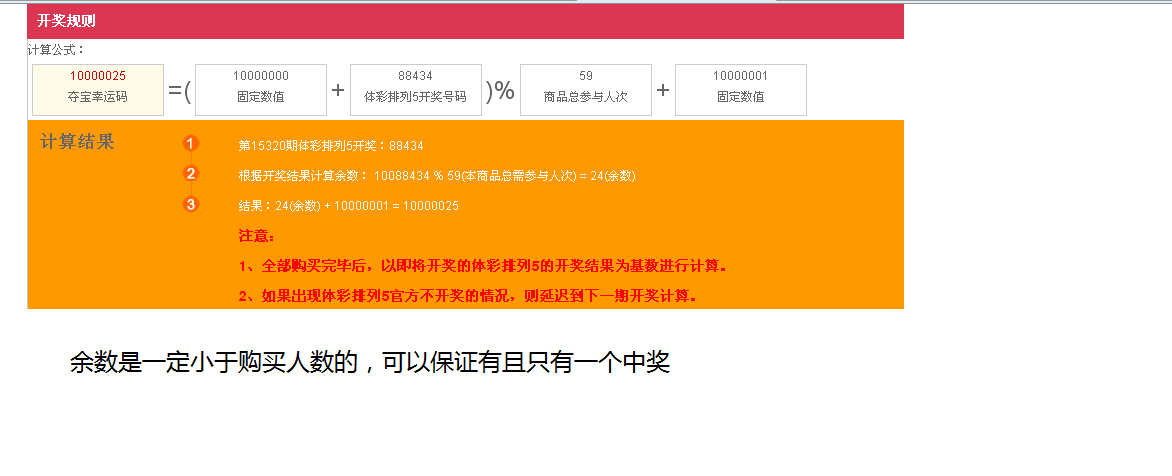 开奖规则
计算公式：
10000025 =( 10000000 + 88434 )% 59 + 10000001
夺宝幸运码 固定数值 体彩排列5开奖号码 商品总参与人次 固定数值
计算结果
1 第15320期体彩排列5开奖：88434
2 根据开奖结果计算余数： 10088434 % 59(本商品总需参与人次) = 24(余数)
3 结果：24(余数) + 10000001 = 10000025
注意：
1、全部购买完毕后，以即将开奖的体彩排列5的开奖结果为基数进行计算。
2、如果出现体彩排列5官方不开奖的情况，则延迟到下一期开奖计算。
余数是一定小于购买人数的，可以保证有且只有一个中奖